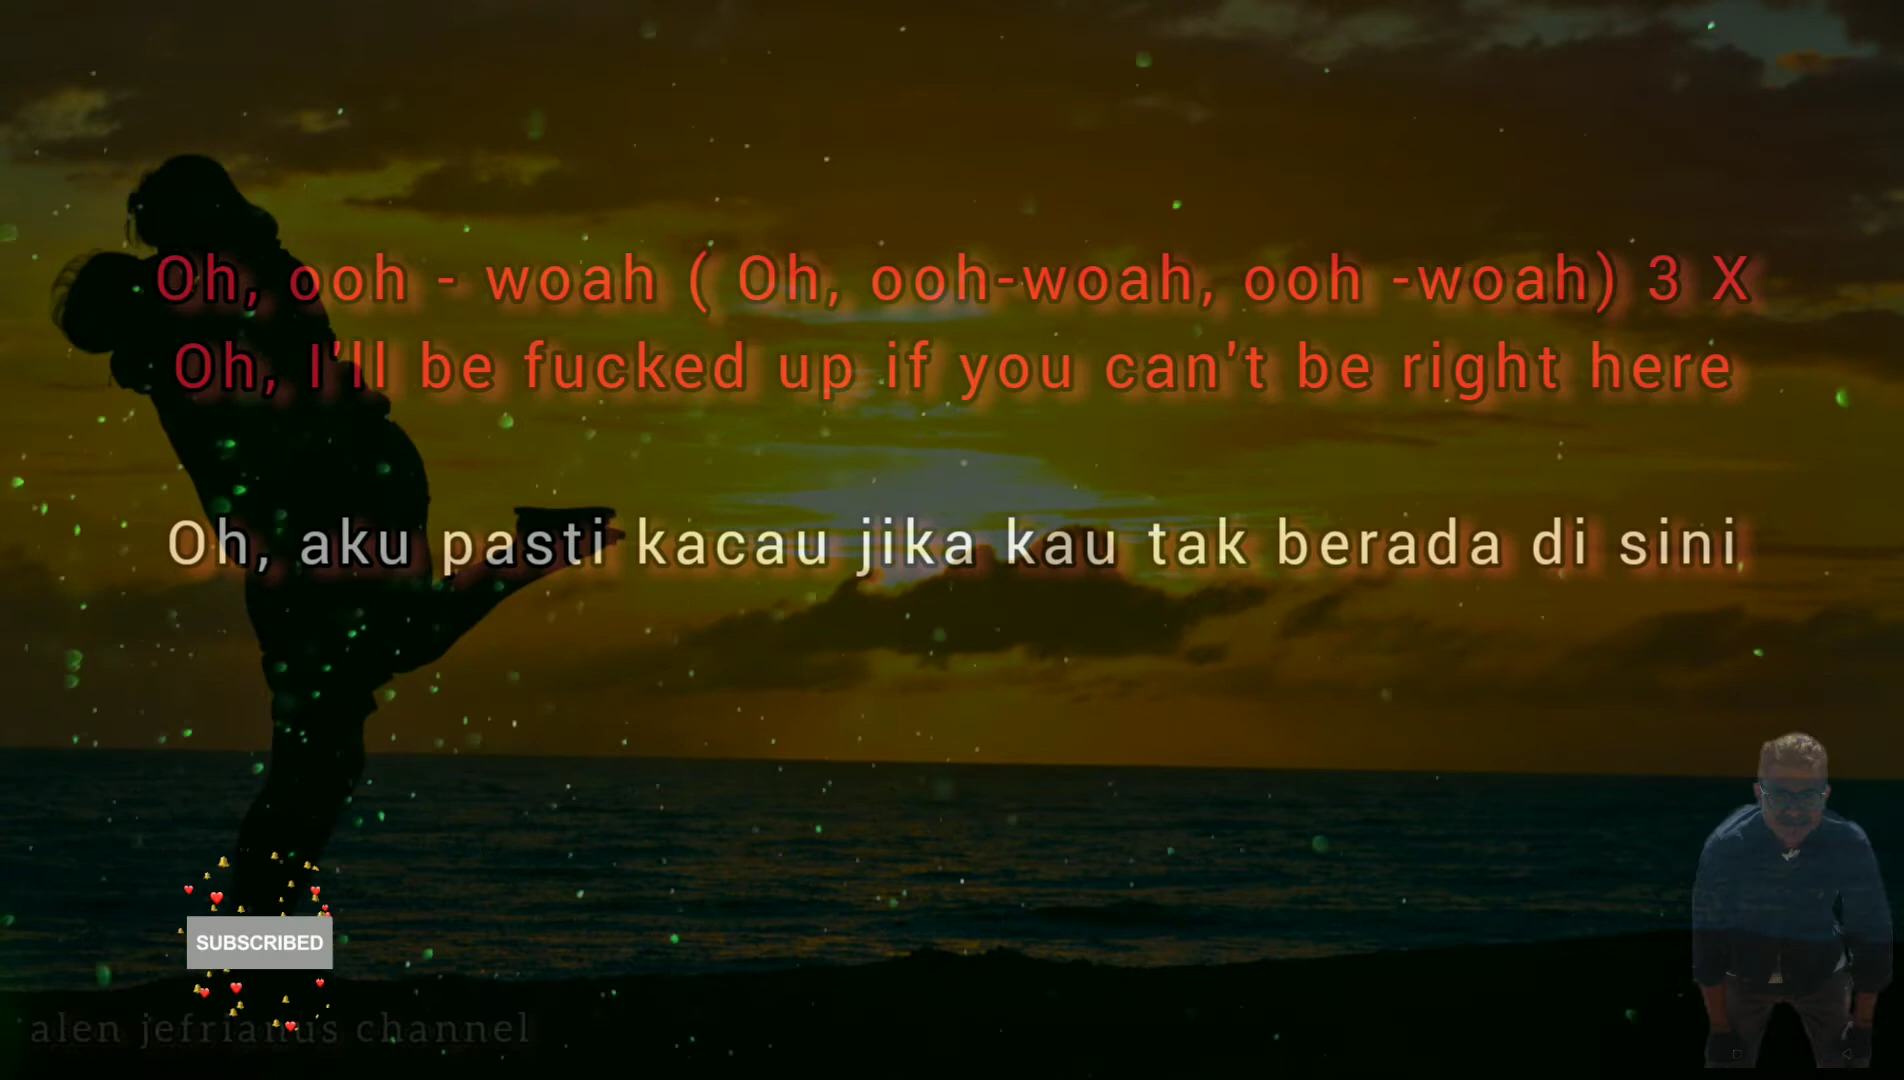 Oh, ooh - woah ( Oh, ooh-woah, ooh -woah) 3 X
Oh, I'll be fucked up if you can't be right here
Oh, aku pasti kacau jika kau tak berada di sini
SUBSCRIBED
alen jefrianus channel